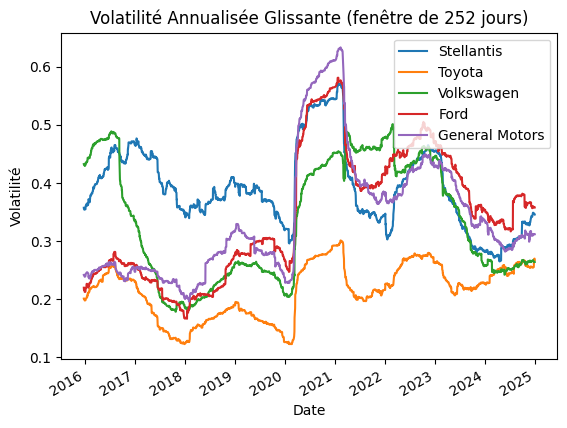 Volatilité Annualisée Glissante (fenêtre de 252 jours)
Stellantis
Toyota
Volkswagen
Ford
General Motors
Volatilité
0.6
0.5
0.4
0.3
0.2
0.1
2016 2017 2018 2019 2020 2021 2022 2023 2024 2025
Date